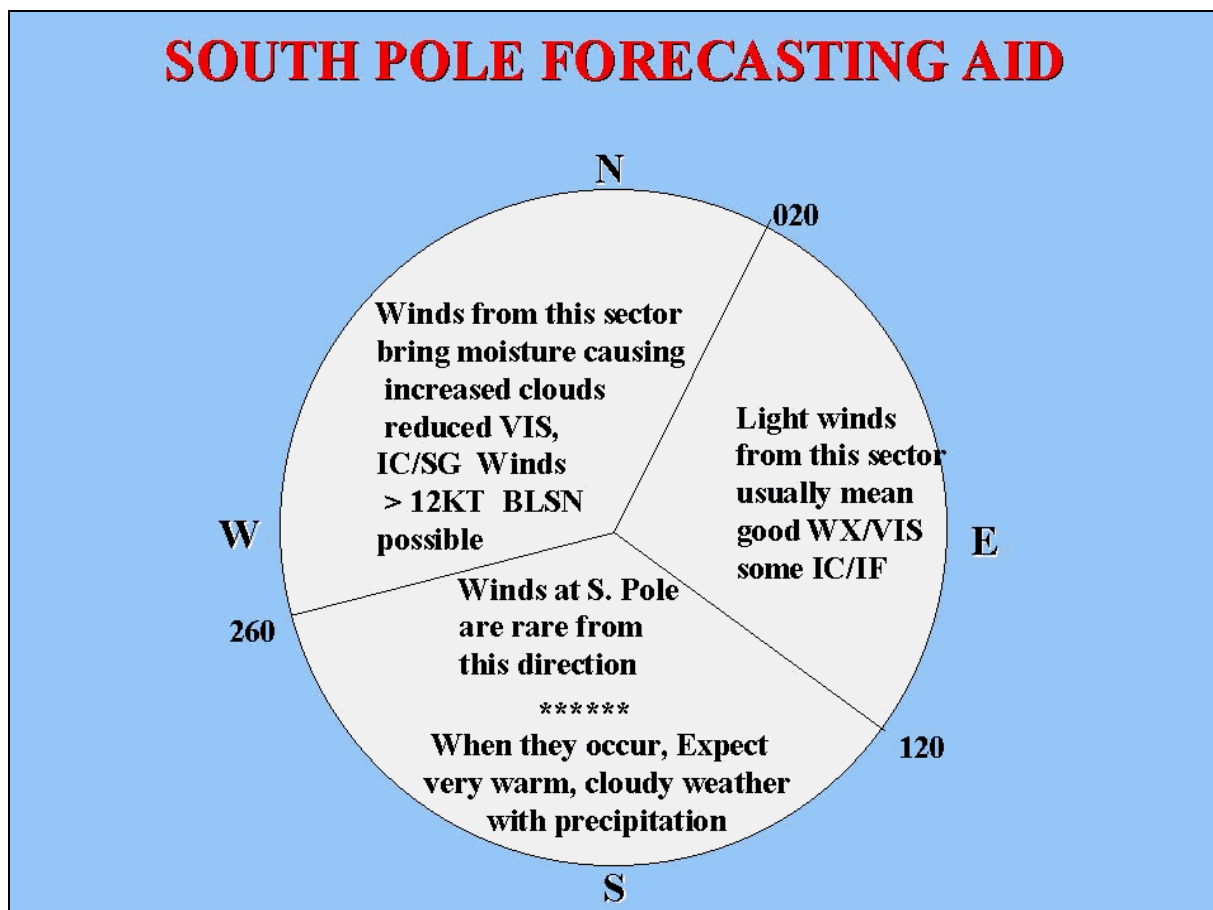 SOUTH POLE FORECASTING AID
N
020
Winds from this sector
bring moisture causing
increased clouds
reduced VIS,
IC/SG Winds
> 12KT BLSN
possible
Light winds
from this sector
usually mean
good WX/VIS
some IC/IF
W
E
260
Winds at S. Pole
are rare from
this direction
******
When they occur, Expect
very warm, cloudy weather
with precipitation
120
S